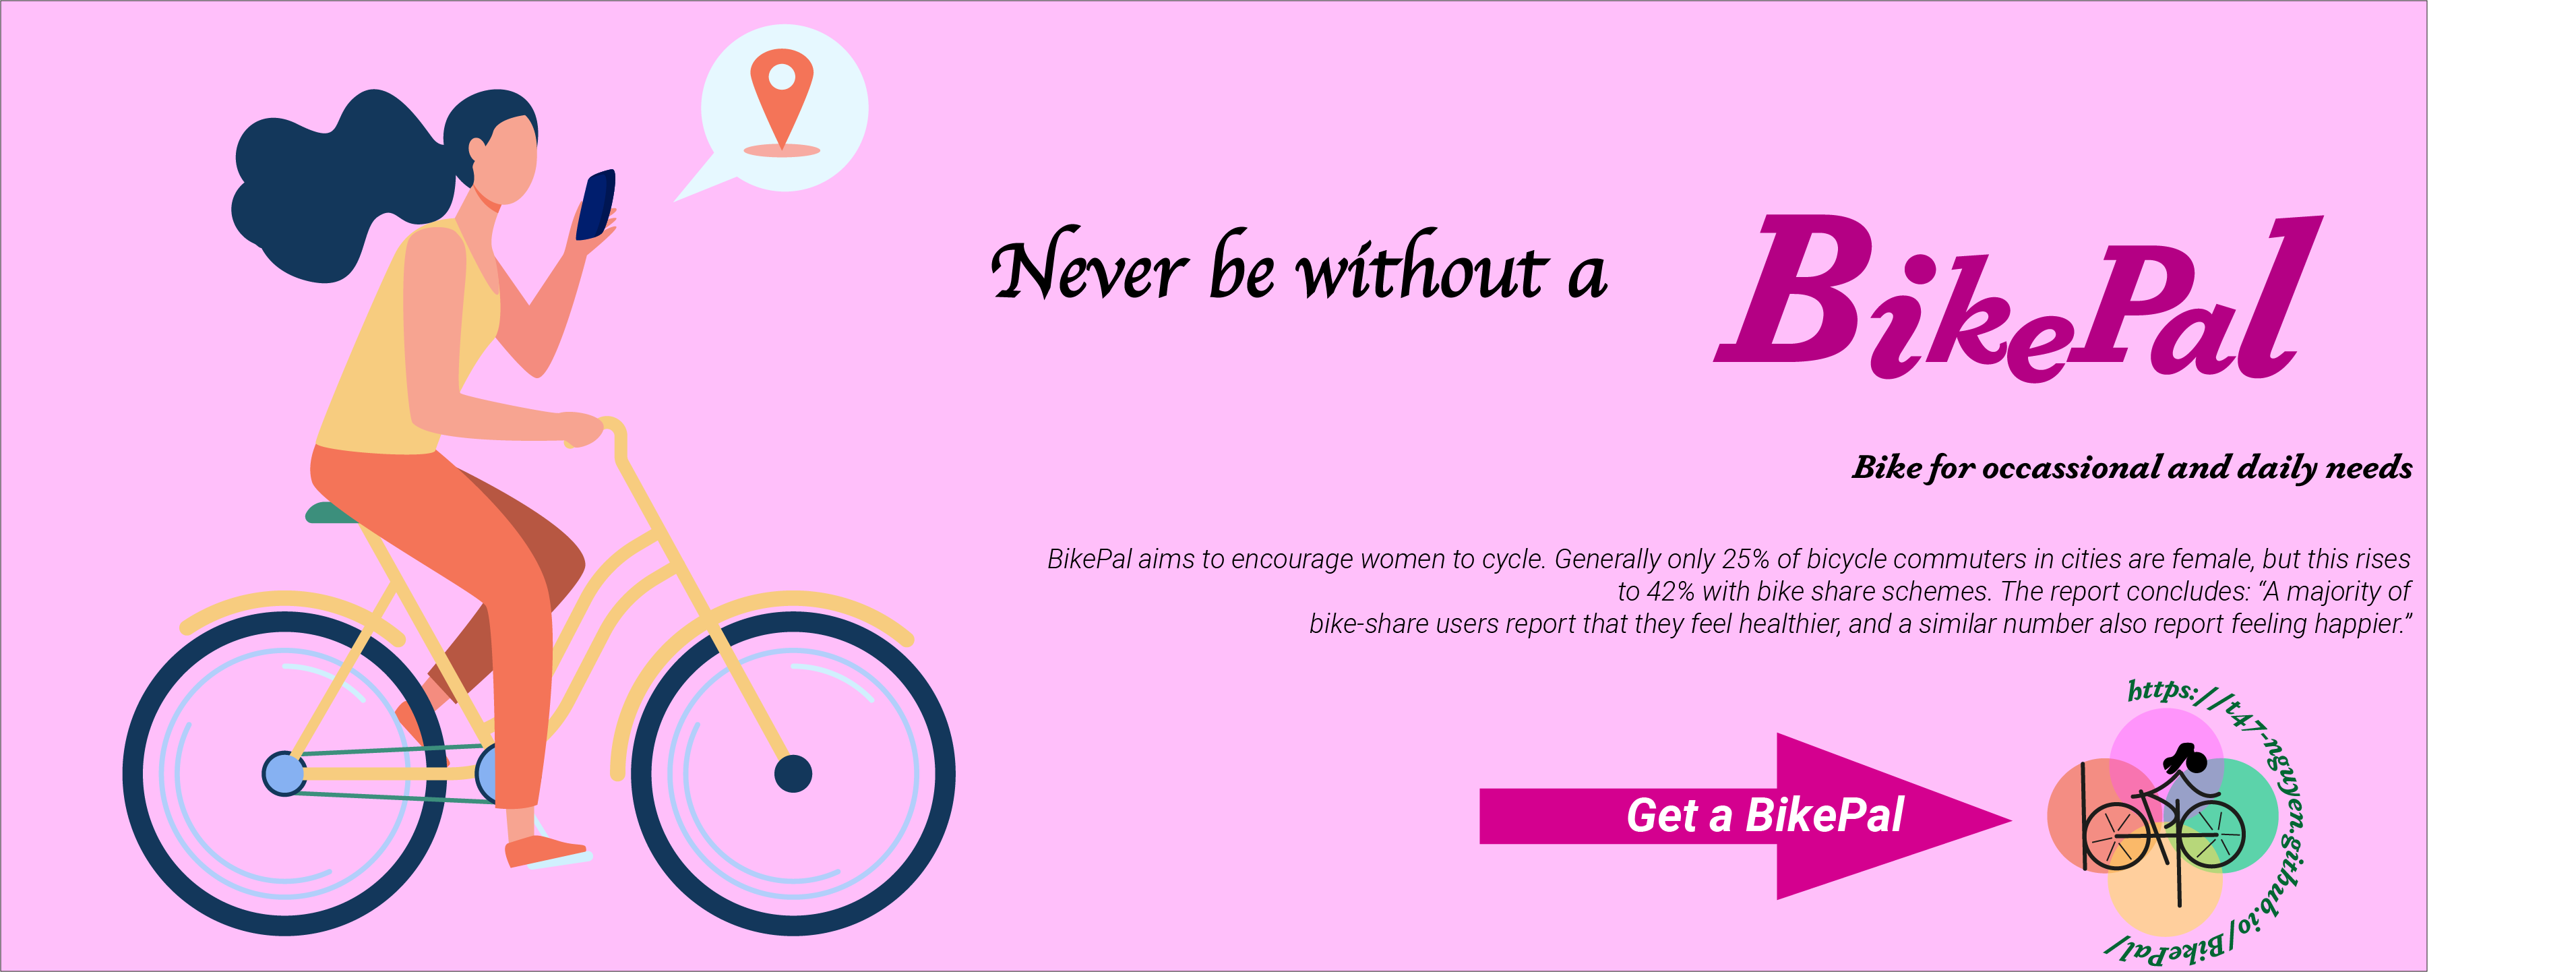 Never be without a
BikePal
Bike for occassional and daily needs
BikePal aims to encourage women to cycle. Generally only 25% of bicycle commuters in cities are female, but this rises
to 42% with bike share schemes. The report concludes: “A majority of
bike-share users report that they feel healthier, and a similar number also report feeling happier.”
Get a BikePal
https://t47-nguyen.github.io/BikePal/